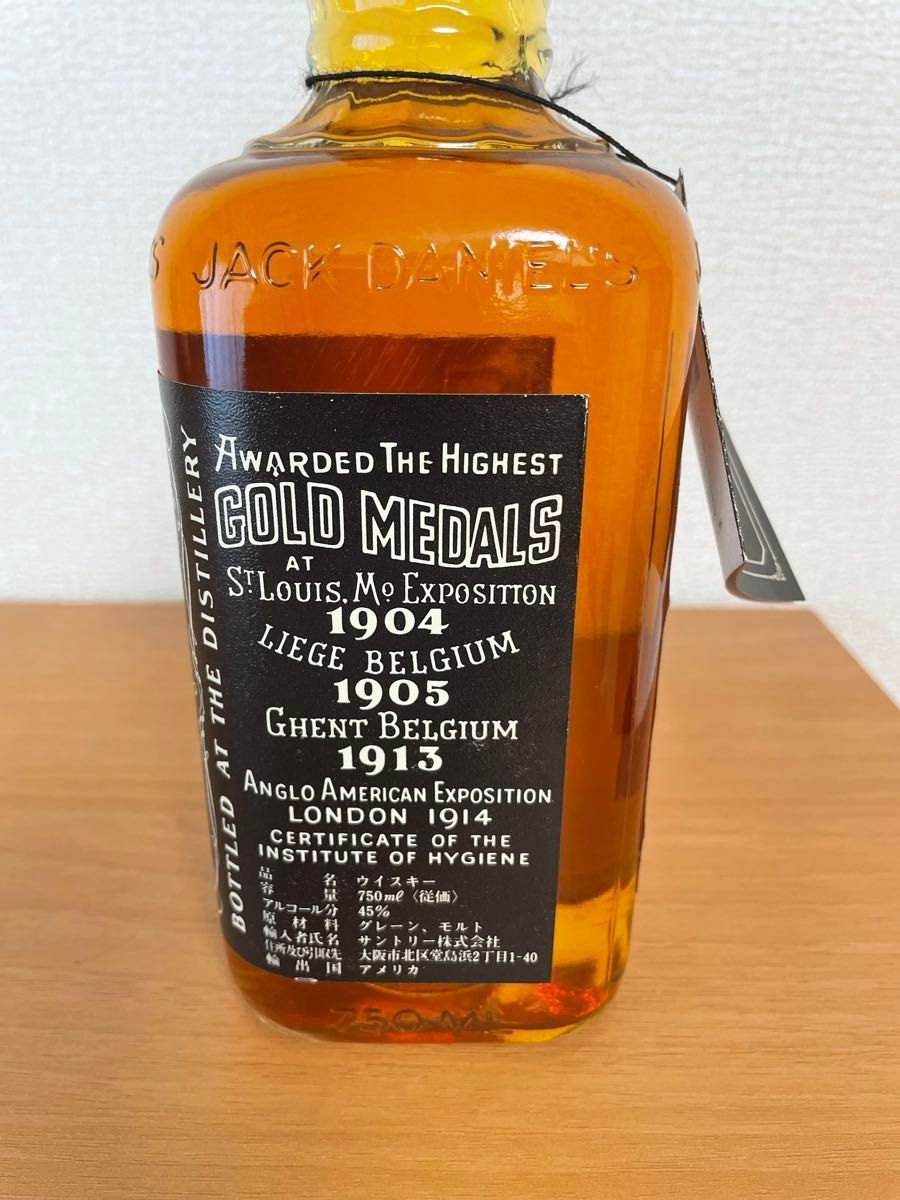 JACK DANIEL'S
BOTTLED AT THE DISTILLERY
AWARDED THE HIGHEST
GOLD MEDALS
AT
ST LOUIS, MO EXPOSITION
1904
LIEGE BELGIUM
1905
GHENT BELGIUM
1913
ANGLO AMERICAN EXPOSITION
LONDON 1914
CERTIFICATE OF THE
INSTITUTE OF HYGIENE
品名 ウイスキー
容量 750ml〈従価〉
アルコール分 45%
原材料 グレーン、モルト
輸入者氏名 サントリー株式会社
住所及び引取先 大阪市北区堂島浜2丁目1-40
輸出国 アメリカ
750 ML